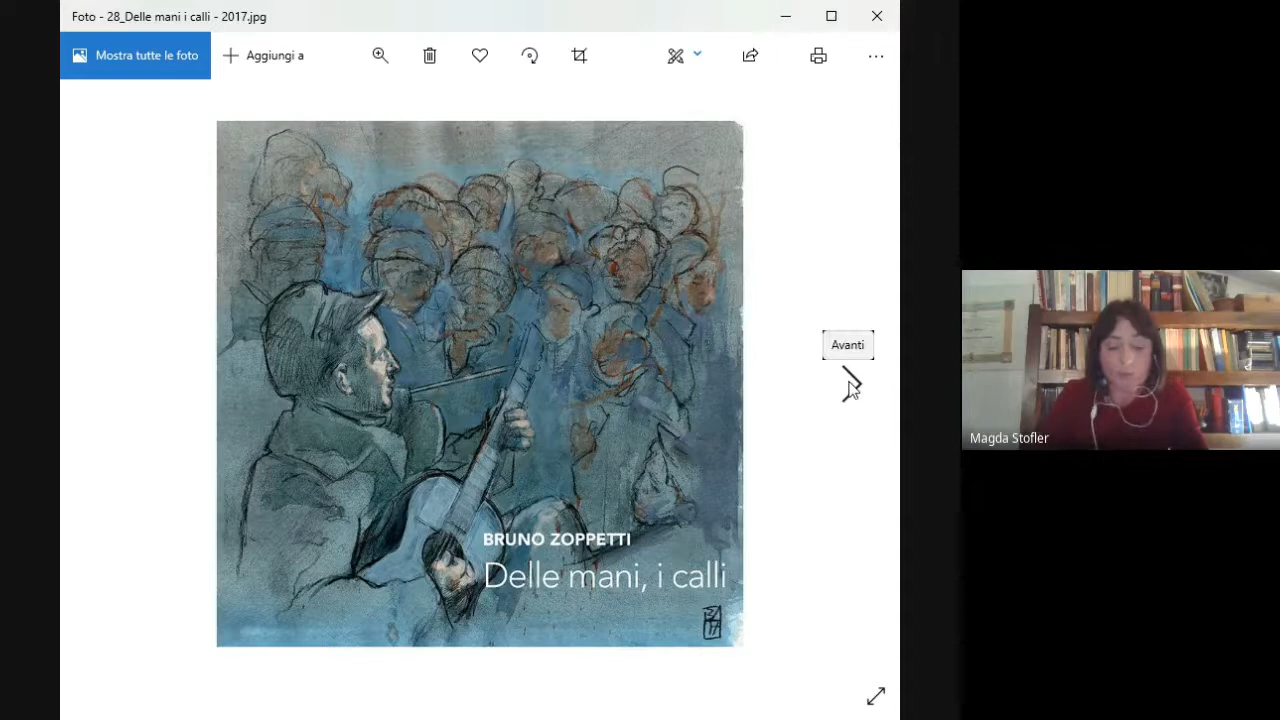 Foto - 28_Delle mani i calli - 2017.jpg
Mostra tutte le foto
Aggiungi a
Avanti
BRUNO ZOPPETTI
Delle mani, i calli
Magda Stofler